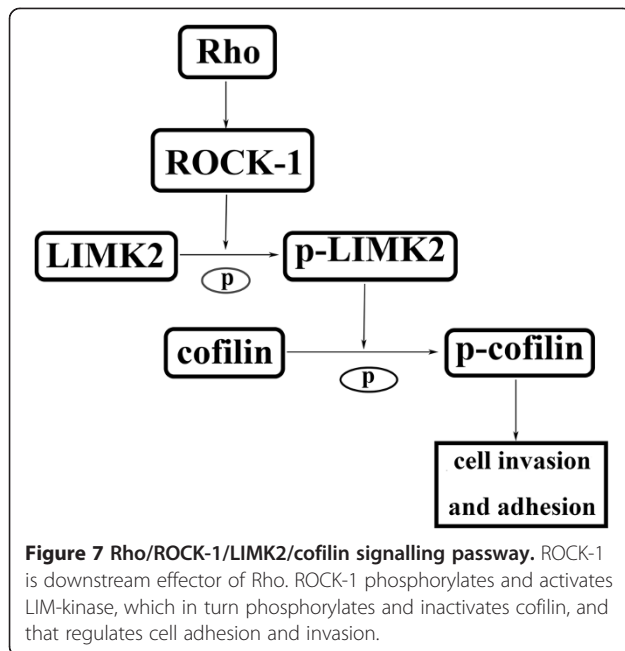 Rho
ROCK-1
LIMK2
p
p-LIMK2
cofilin
p
p-cofilin
cell invasion
and adhesion
Figure 7 Rho/ROCK-1/LIMK2/cofilin signalling passway. ROCK-1
is downstream effector of Rho. ROCK-1 phosphorylates and activates
LIM-kinase, which in turn phosphorylates and inactivates cofilin, and
that regulates cell adhesion and invasion.